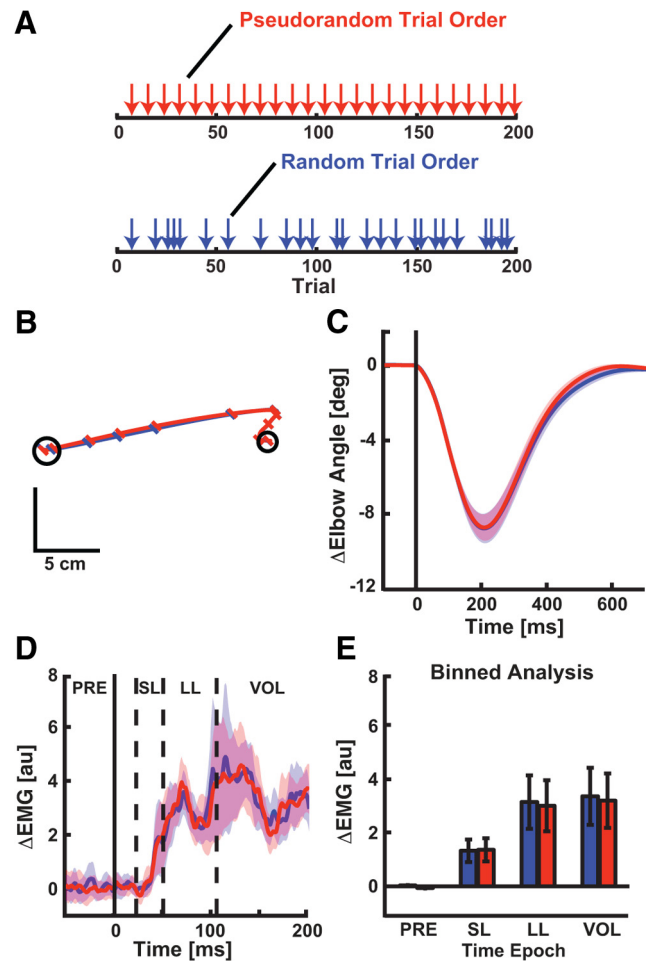 A
Pseudorandom Trial Order
0 50 100 150 200
Random Trial Order
0 50 100 150 200
Trial
B
5 cm
C
0
-4
-8
-12
ΔElbow Angle [deg]
0 200 400 600
Time [ms]
D
8
6
4
2
0
ΔEMG [au]
PRE SL LL VOL
0 100 200
Time [ms]
E
Binned Analysis
8
6
4
2
0
ΔEMG [au]
PRE SL LL VOL
Time Epoch